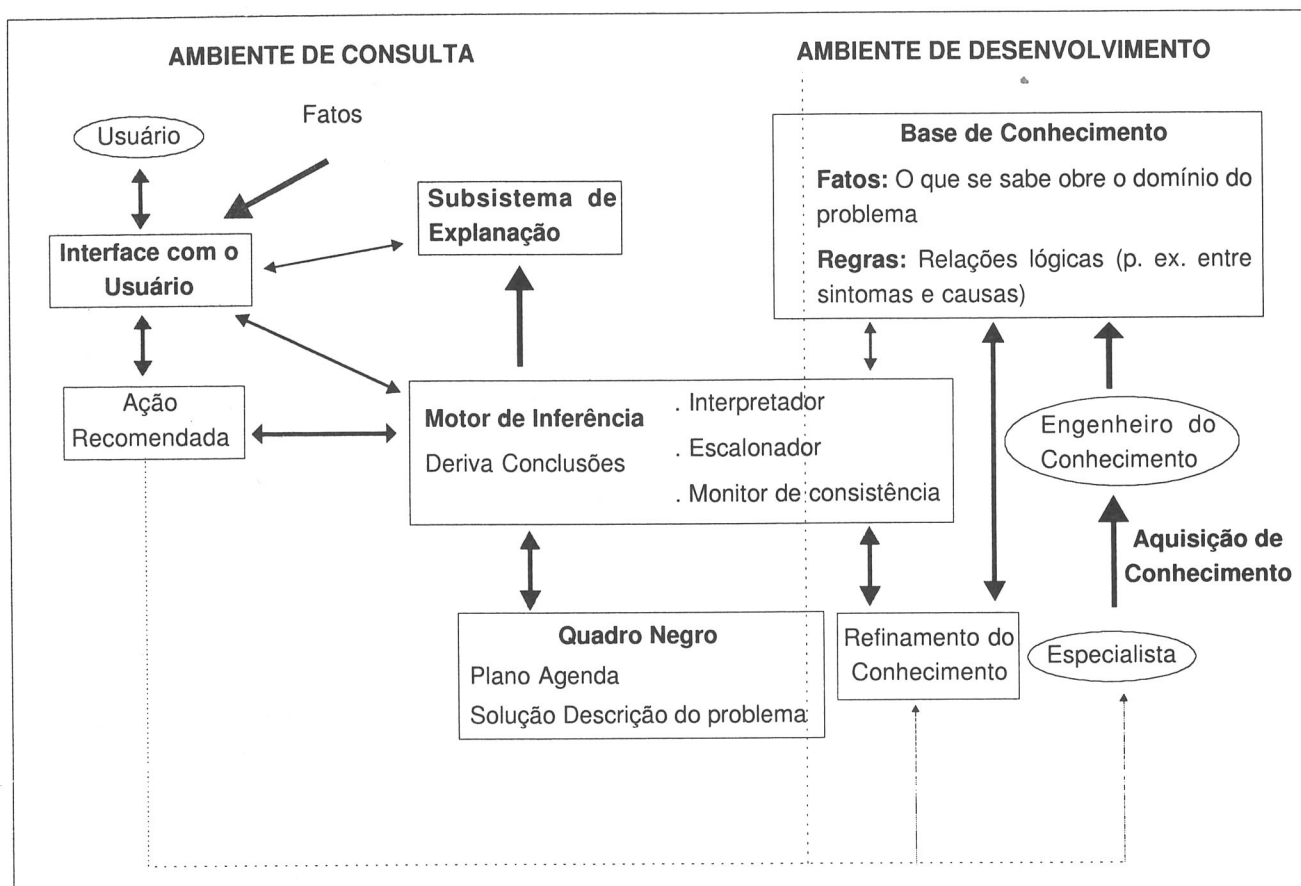 AMBIENTE DE CONSULTA
AMBIENTE DE DESENVOLVIMENTO
Fatos
Usuário
Interface com o
Usuário
Subsistema de
Explanação
Base de Conhecimento
Fatos: O que se sabe obre o domínio do
problema
Regras: Relações lógicas (p. ex. entre
sintomas e causas)
Ação
Recomendada
Motor de Inferência
Deriva Conclusões
. Interpretador
. Escalonador
. Monitor de consistência
Engenheiro do
Conhecimento
Aquisição de
Conhecimento
Quadro Negro
Plano Agenda
Solução Descrição do problema
Refinamento do
Conhecimento
Especialista